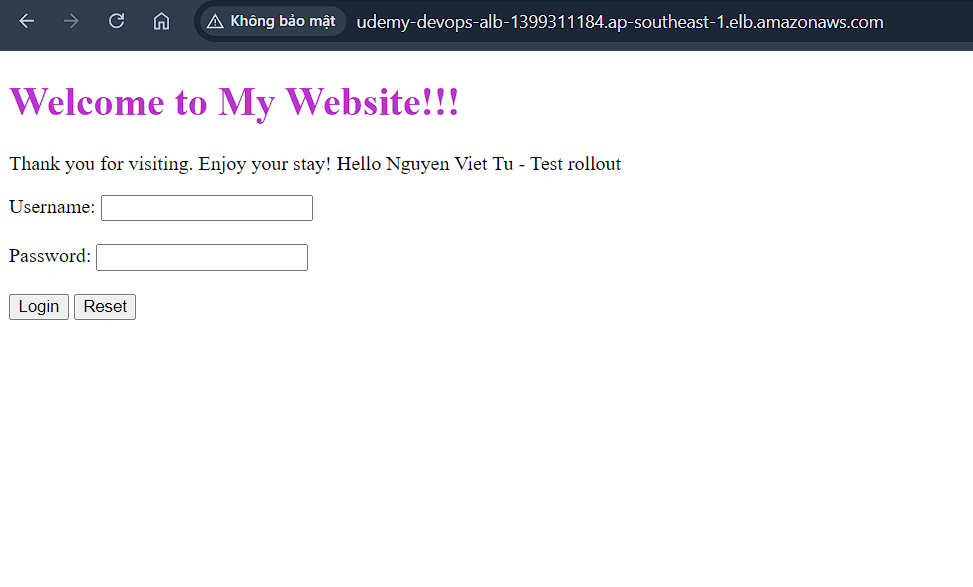 Không bảo mật udemy-devops-alb-1399311184.ap-southeast-1.elb.amazonaws.com
Welcome to My Website!!!
Thank you for visiting. Enjoy your stay! Hello Nguyen Viet Tu - Test rollout
Username:
Password:
Login Reset